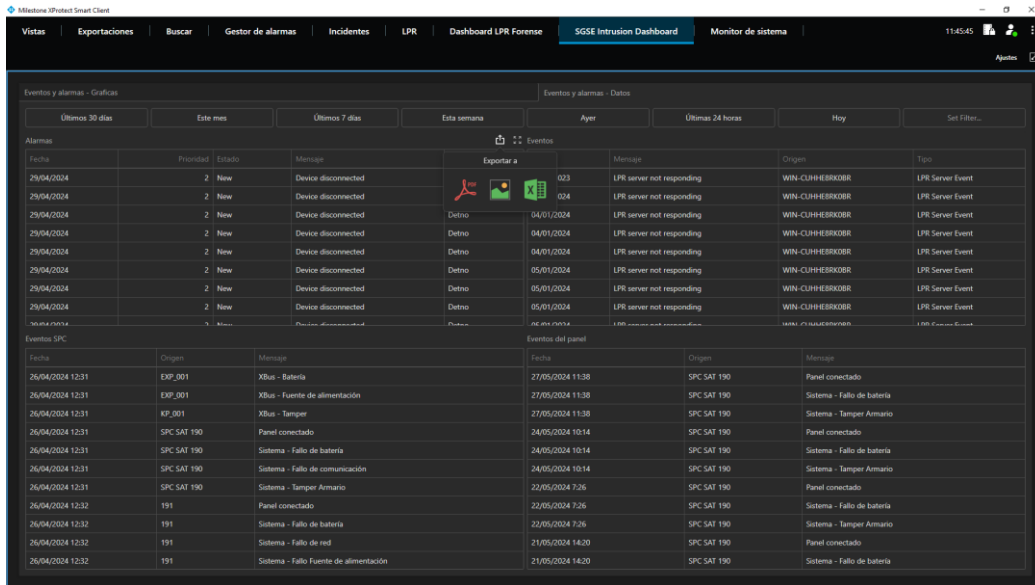 Milestone XProtect Smart Client
Vistas Exportaciones Buscar Gestor de alarmas Incidentes LPR Dashboard LPR Forense SGSE Intrusion Dashboard Monitor de sistema 11:45:45
Ajustes
Eventos y alarmas - Graficas Eventos y alarmas - Datos
Últimos 30 días Este mes Últimos 7 días Esta semana Ayer Últimas 24 horas Hoy Set Filter...
Alarmas Eventos
Exportar a
Fecha Prioridad Estado Mensaje Mensaje Origen Tipo
29/04/2024 2 New Device disconnected 023 LPR server not responding WIN-CUHHE8RK0BR LPR Server Event
29/04/2024 2 New Device disconnected 024 LPR server not responding WIN-CUHHE8RK0BR LPR Server Event
29/04/2024 2 New Device disconnected Detno 04/01/2024 LPR server not responding WIN-CUHHE8RK0BR LPR Server Event
29/04/2024 2 New Device disconnected Detno 04/01/2024 LPR server not responding WIN-CUHHE8RK0BR LPR Server Event
29/04/2024 2 New Device disconnected Detno 04/01/2024 LPR server not responding WIN-CUHHE8RK0BR LPR Server Event
29/04/2024 2 New Device disconnected Detno 05/01/2024 LPR server not responding WIN-CUHHE8RK0BR LPR Server Event
29/04/2024 2 New Device disconnected Detno 05/01/2024 LPR server not responding WIN-CUHHE8RK0BR LPR Server Event
29/04/2024 2 New Device disconnected Detno 05/01/2024 LPR server not responding WIN-CUHHE8RK0BR LPR Server Event
Eventos SPC Eventos del panel
Fecha Origen Mensaje Fecha Origen Mensaje
26/04/2024 12:31 EXP_001 XBus - Batería 27/05/2024 11:38 SPC SAT 190 Panel conectado
26/04/2024 12:31 EXP_001 XBus - Fuente de alimentación 27/05/2024 11:38 SPC SAT 190 Sistema - Fallo de batería
26/04/2024 12:31 KP_001 XBus - Tamper 27/05/2024 11:38 SPC SAT 190 Sistema - Tamper Armario
26/04/2024 12:31 SPC SAT 190 Panel conectado 24/05/2024 10:14 SPC SAT 190 Panel conectado
26/04/2024 12:31 SPC SAT 190 Sistema - Fallo de batería 24/05/2024 10:14 SPC SAT 190 Sistema - Fallo de batería
26/04/2024 12:31 SPC SAT 190 Sistema - Fallo de comunicación 24/05/2024 10:14 SPC SAT 190 Sistema - Tamper Armario
26/04/2024 12:31 SPC SAT 190 Sistema - Tamper Armario 22/05/2024 7:26 SPC SAT 190 Panel conectado
26/04/2024 12:32 191 Panel conectado 22/05/2024 7:26 SPC SAT 190 Sistema - Fallo de batería
26/04/2024 12:32 191 Sistema - Fallo de batería 22/05/2024 7:26 SPC SAT 190 Sistema - Tamper Armario
26/04/2024 12:32 191 Sistema - Fallo de red 21/05/2024 14:20 SPC SAT 190 Panel conectado
26/04/2024 12:32 191 Sistema - Fallo Fuente de alimentación 21/05/2024 14:20 SPC SAT 190 Sistema - Fallo de batería